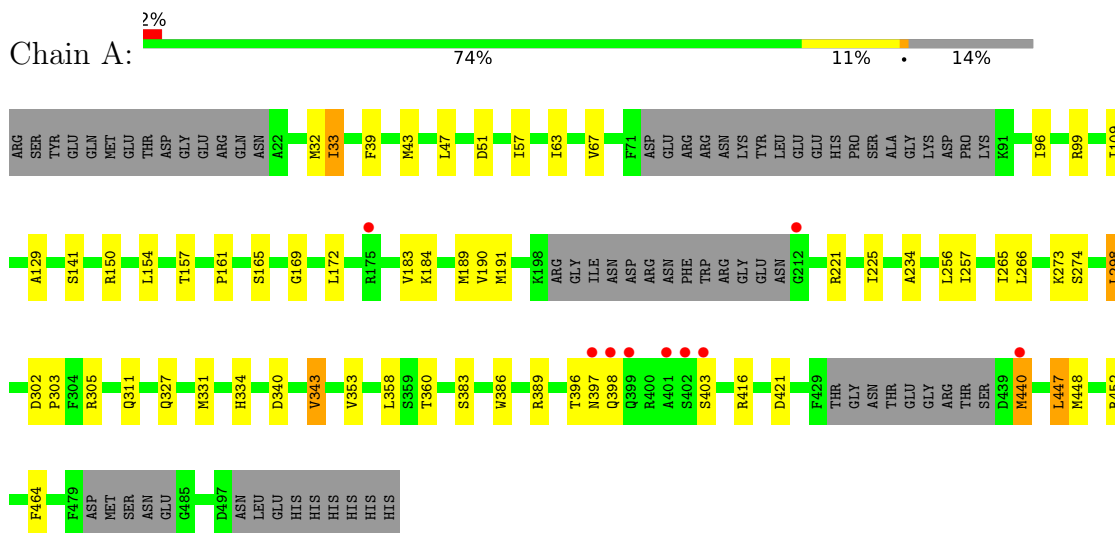 2%
Chain A:
74% 11% • 14%
ARG SER TYR GLU GLN MET GLU THR ASP GLY GLU ARG GLN ASN A22 M32 I33 F39 M43 L47 D51 I57 I63 V67 F71 ASP GLU ARG ARG ASN LYS TYR LEU GLU GLU HIS PRO SER ALA GLY LYS ASP PRO LYS K91 I96 R99 I109
A129 S141 R150 L154 T157 P161 S165 G169 L172 R175 V183 K184 M189 V190 M191 K198 ARG GLY ILE ASN ASP ARG ASN PHE TRP ARG GLY GLU ASN G212 R221 I225 A234 L256 I257 I265 L266 K273 S274
D302 P303 F304 R305 Q311 Q327 M331 H334 D340 V343 V353 L358 S359 T360 S383 W386 R389 T396 N397 Q398 Q399 R400 A401 S402 S403 R416 D421 F429 THR GLY ASN THR GLU GLY ARG THR SER D439 M440 L447 M448
F464 F479 ASP MET SER ASN GLU G485 D497 ASN LEU GLU HIS HIS HIS HIS HIS HIS